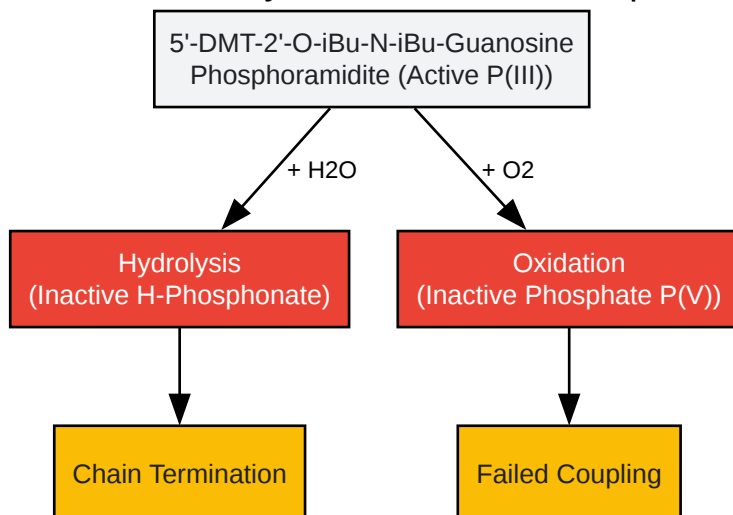 5'-DMT-2'-O-iBu-N-iBu-Guanosine
Phosphoramidite (Active P(III))
+ H2O
+ O2
Hydrolysis
(Inactive H-Phosphonate)
Oxidation
(Inactive Phosphate P(V))
Chain Termination
Failed Coupling